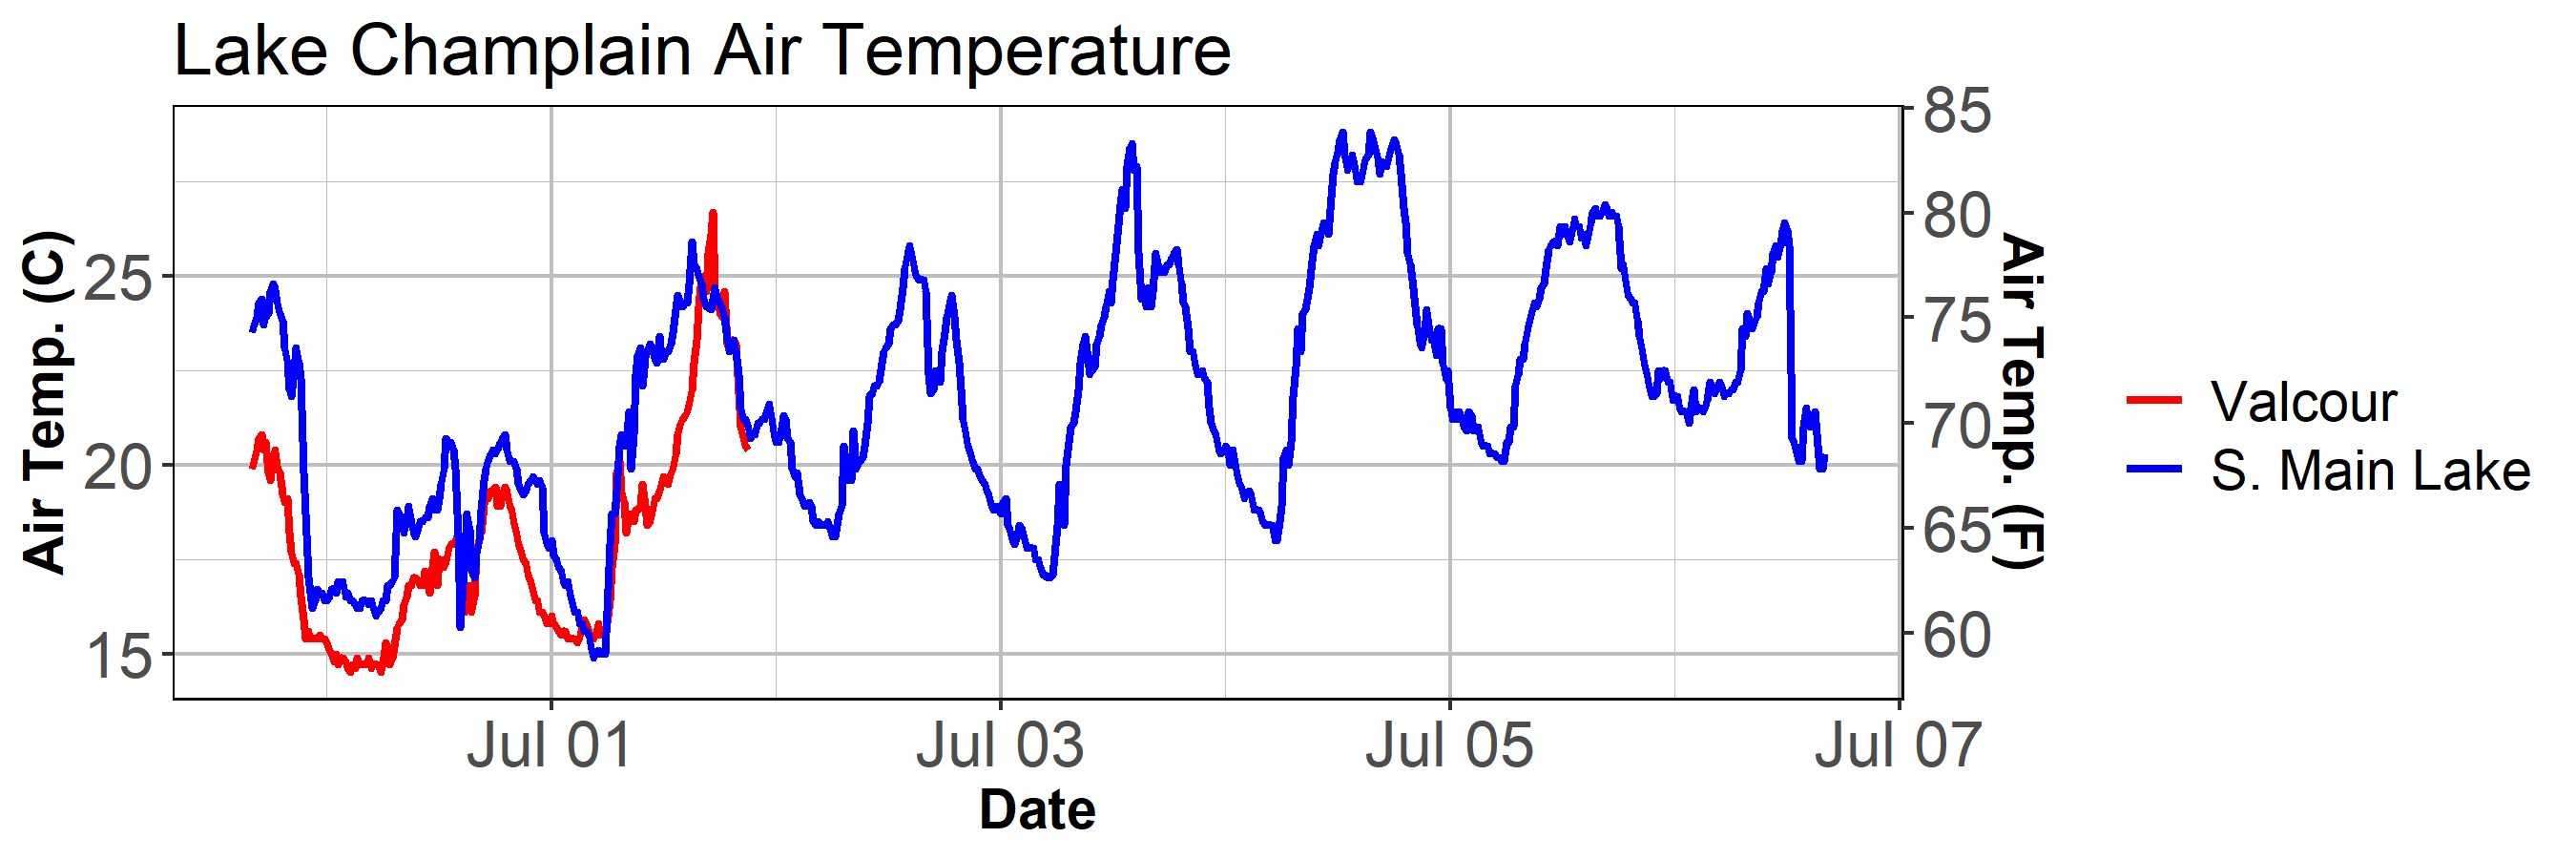 Lake Champlain Air Temperature
Air Temp. (C)
25
20
15
85
80
75
70
65
60
Air Temp. (F)
Jul 01 Jul 03 Jul 05 Jul 07
Date
Valcour
S. Main Lake